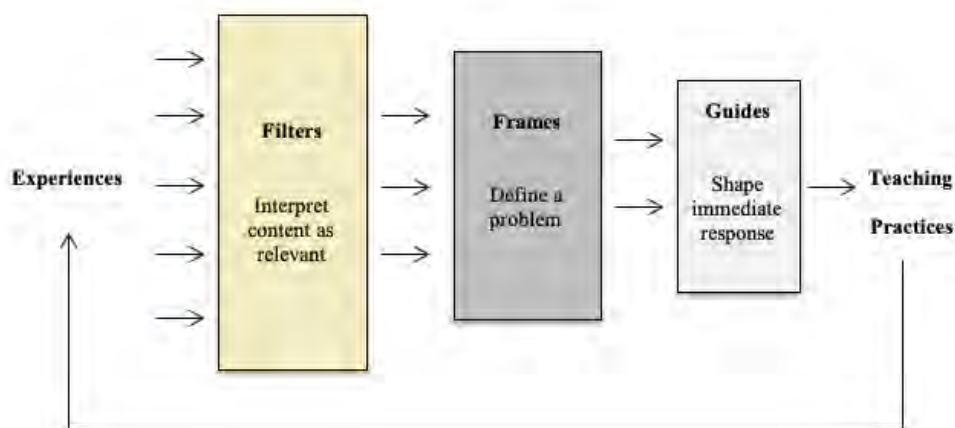 Experiences
Filters
Interpret
content as
relevant
Frames
Define a
problem
Guides
Shape
immediate
response
Teaching
Practices